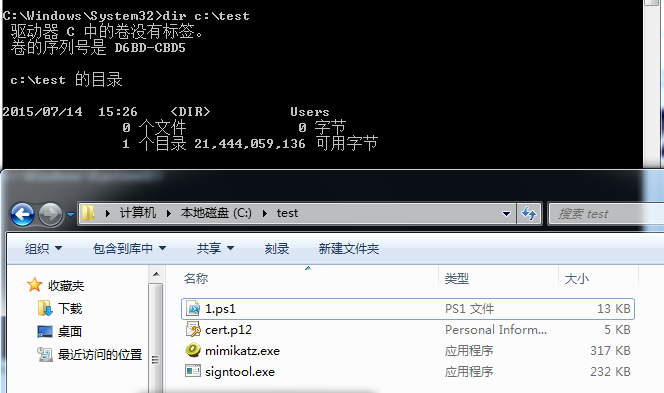 C:\Windows\System32>dir c:\test
驱动器 C 中的卷没有标签。
卷的序列号是 D6BD-CBD5
c:\test 的目录
2015/07/14 15:26 <DIR> Users
0 个文件 0 字节
1 个目录 21,444,059,136 可用字节
计算机 本地磁盘 (C:) test
搜索 test
组织 包含到库中 共享 刻录 新建文件夹
收藏夹
下载
桌面
最近访问的位置
名称 类型 大小
1.ps1 PS1 文件 13 KB
cert.p12 Personal Inform... 5 KB
mimikatz.exe 应用程序 317 KB
signtool.exe 应用程序 232 KB